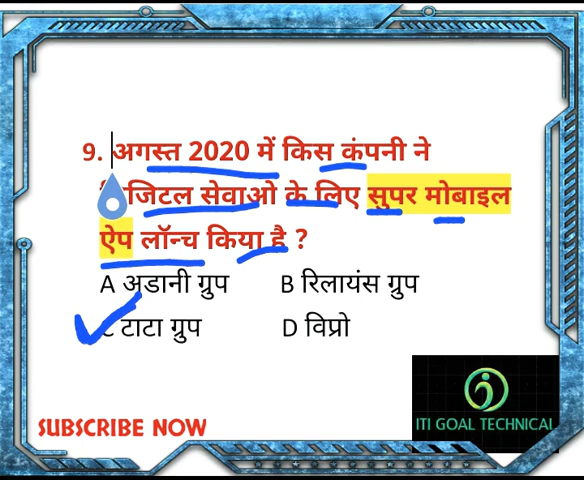 9. अगस्त 2020 में किस कंपनी ने
जिटल सेवाओ के लिए सुपर मोबाइल
ऐप लॉन्च किया है ?
A अडानी ग्रुप B रिलायंस ग्रुप
C टाटा ग्रुप D विप्रो
SUBSCRIBE NOW
ITI GOAL TECHNICAL